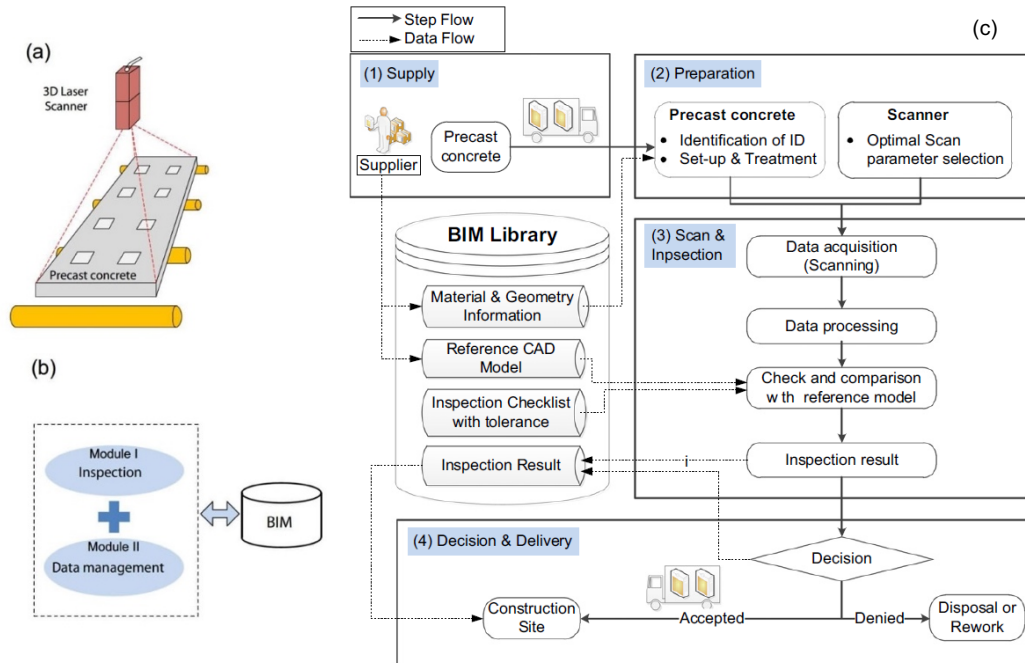 (a)
3D Laser
Scanner
Precast concrete
(b)
Module I
Inspection
Module II
Data management
BIM
Step Flow
Data Flow
(c)
(1) Supply
Supplier
Precast
concrete
(2) Preparation
Precast concrete
• Identification of ID
• Set-up & Treatment
Scanner
• Optimal Scan
parameter selection
BIM Library
Material & Geometry
Information
Reference CAD
Model
Inspection Checklist
with tolerance
Inspection Result
(3) Scan &
Inpsection
Data acquisition
(Scanning)
Data processing
Check and comparison
with reference model
Inspection result
i
(4) Decision & Delivery
Decision
Accepted
Denied
Construction
Site
Disposal or
Rework